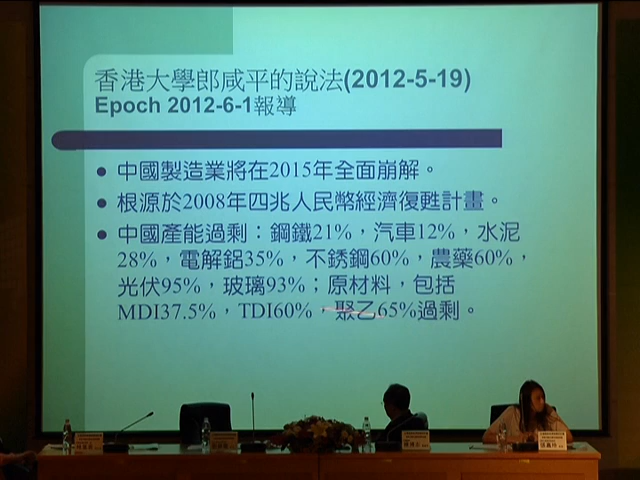 香港大學郎咸平的說法(2012-5-19)
Epoch 2012-6-1報導
• 中國製造業將在2015年全面崩解。
• 根源於2008年四兆人民幣經濟復甦計畫。
• 中國產能過剩：鋼鐵21%，汽車12%，水泥
28%，電解鋁35%，不銹鋼60%，農藥60%，
光伏95%，玻璃93%；原材料，包括
MDI37.5%，TDI60%，聚乙65%過剩。